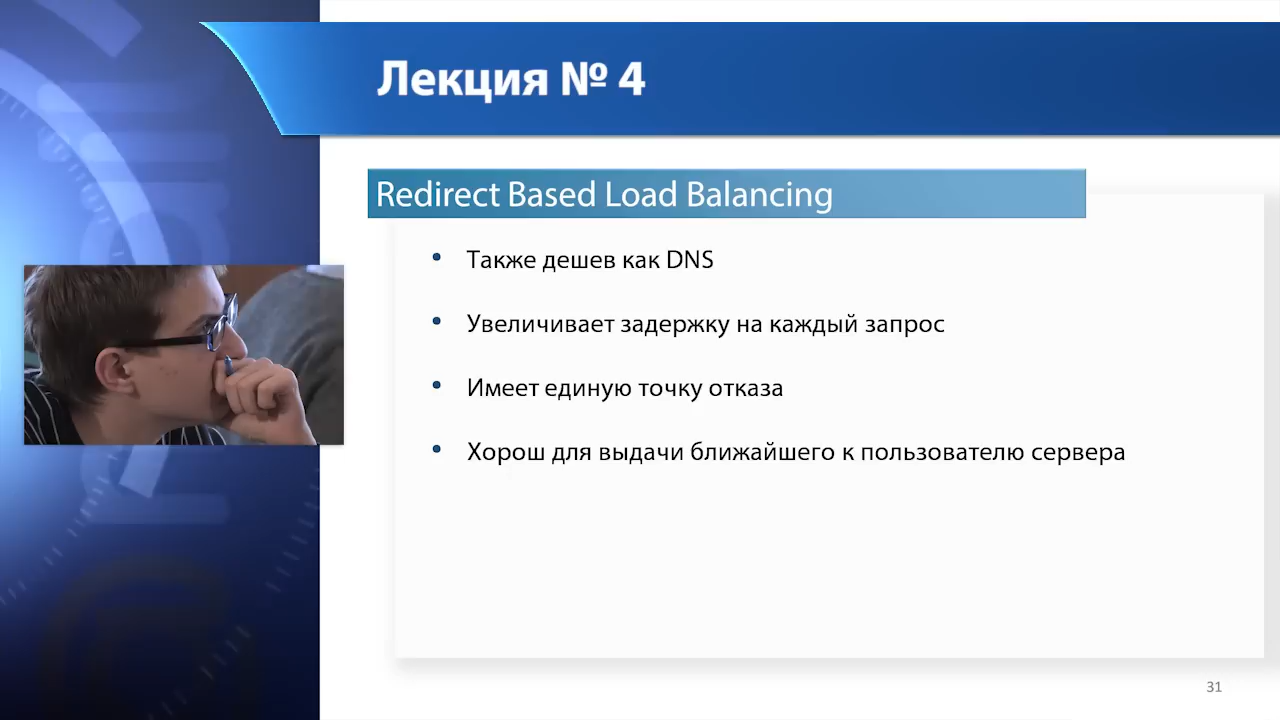 Лекция № 4
Redirect Based Load Balancing
• Также дешев как DNS
• Увеличивает задержку на каждый запрос
• Имеет единую точку отказа
• Хорош для выдачи ближайшего к пользователю сервера
31